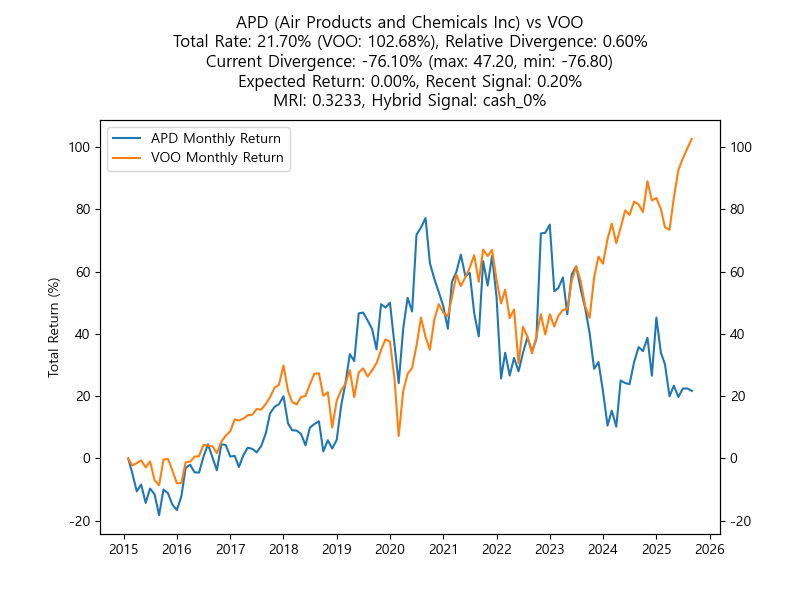 APD (Air Products and Chemicals Inc) vs VOO
Total Rate: 21.70% (VOO: 102.68%), Relative Divergence: 0.60%
Current Divergence: -76.10% (max: 47.20, min: -76.80)
Expected Return: 0.00%, Recent Signal: 0.20%
MRI: 0.3233, Hybrid Signal: cash_0%
APD Monthly Return
VOO Monthly Return
Total Return (%)
100
80
60
40
20
0
-20
100
80
60
40
20
0
-20
2015 2016 2017 2018 2019 2020 2021 2022 2023 2024 2025 2026